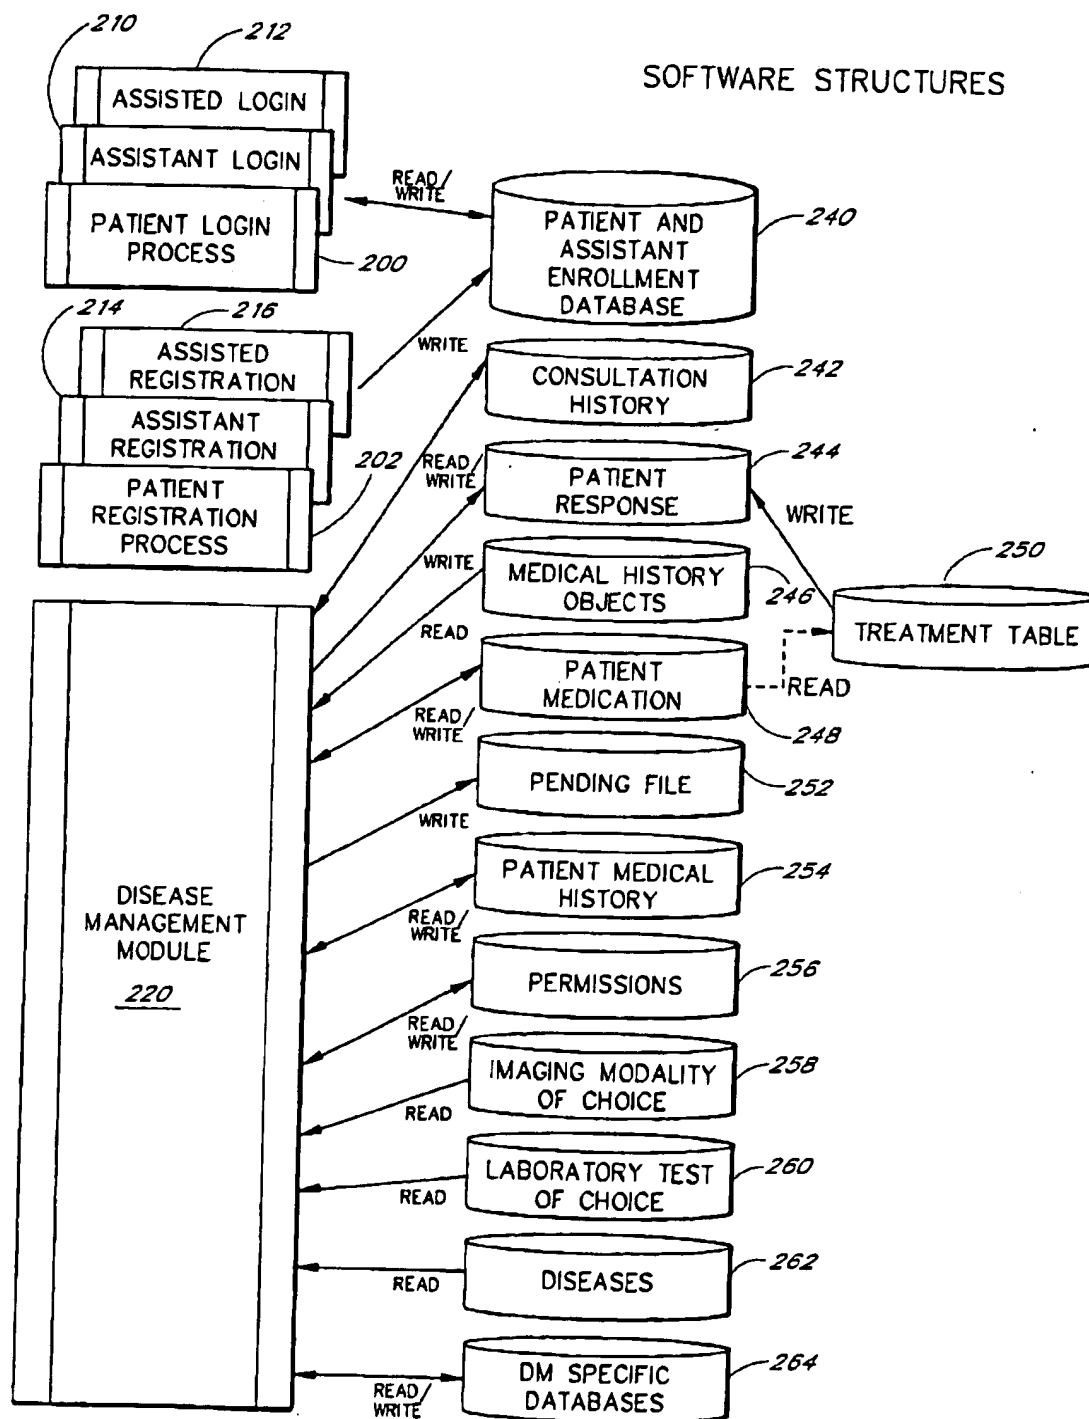 210
212
SOFTWARE STRUCTURES
ASSISTED LOGIN
ASSISTANT LOGIN
PATIENT LOGIN
PROCESS
200
READ/
WRITE
PATIENT AND
ASSISTANT
ENROLLMENT
DATABASE
240
214
216
ASSISTED
REGISTRATION
ASSISTANT
REGISTRATION
PATIENT
REGISTRATION
PROCESS
202
WRITE
CONSULTATION
HISTORY
242
READ/
WRITE
PATIENT
RESPONSE
244
WRITE
WRITE
MEDICAL HISTORY
OBJECTS
246
250
TREATMENT TABLE
READ
PATIENT
MEDICATION
READ
248
READ/
WRITE
PENDING FILE
252
WRITE
PATIENT MEDICAL
HISTORY
254
DISEASE
MANAGEMENT
MODULE
220
READ/
WRITE
PERMISSIONS
256
READ/
WRITE
IMAGING MODALITY
OF CHOICE
258
READ
LABORATORY TEST
OF CHOICE
260
READ
DISEASES
262
READ
DM SPECIFIC
DATABASES
264
READ/
WRITE